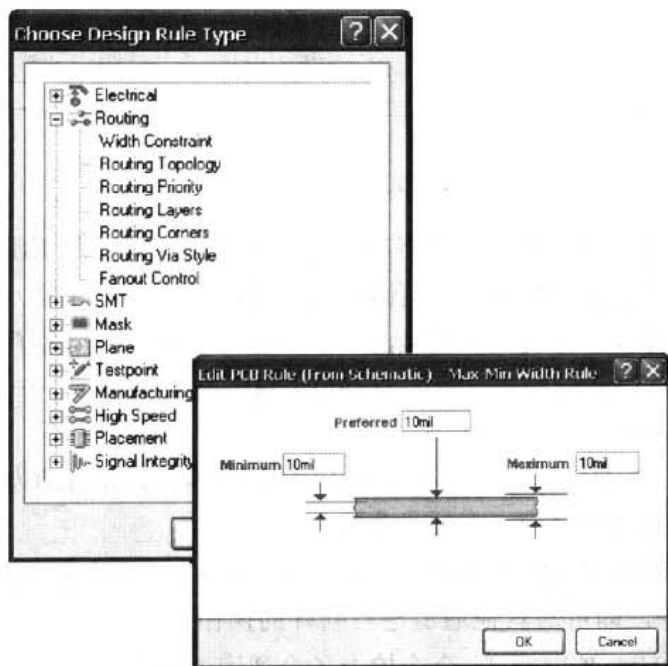 Choose Design Rule Type
Electrical
Routing
Width Constraint
Routing Topology
Routing Priority
Routing Layers
Routing Corners
Routing Via Style
Fanout Control
SMT
Mask
Plane
Testpoint
Manufacturing
High Speed
Placement
Signal Integrity
Edit PCB Rule (From Schematic) - Max-Min Width Rule
Preferred 10mil
Minimum 10mil
Maximum 10mil
OK Cancel